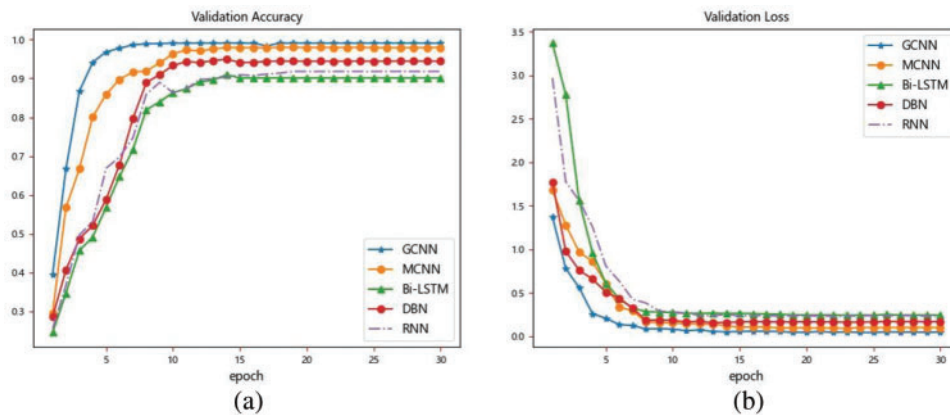 Validation Accuracy
1.0
0.9
0.8
0.7
0.6
0.5
0.4
0.3
GCNN
MCNN
Bi-LSTM
DBN
RNN
5 10 15 20 25 30
epoch
(a)
Validation Loss
3.5
3.0
2.5
2.0
1.5
1.0
0.5
0.0
GCNN
MCNN
Bi-LSTM
DBN
RNN
5 10 15 20 25 30
epoch
(b)